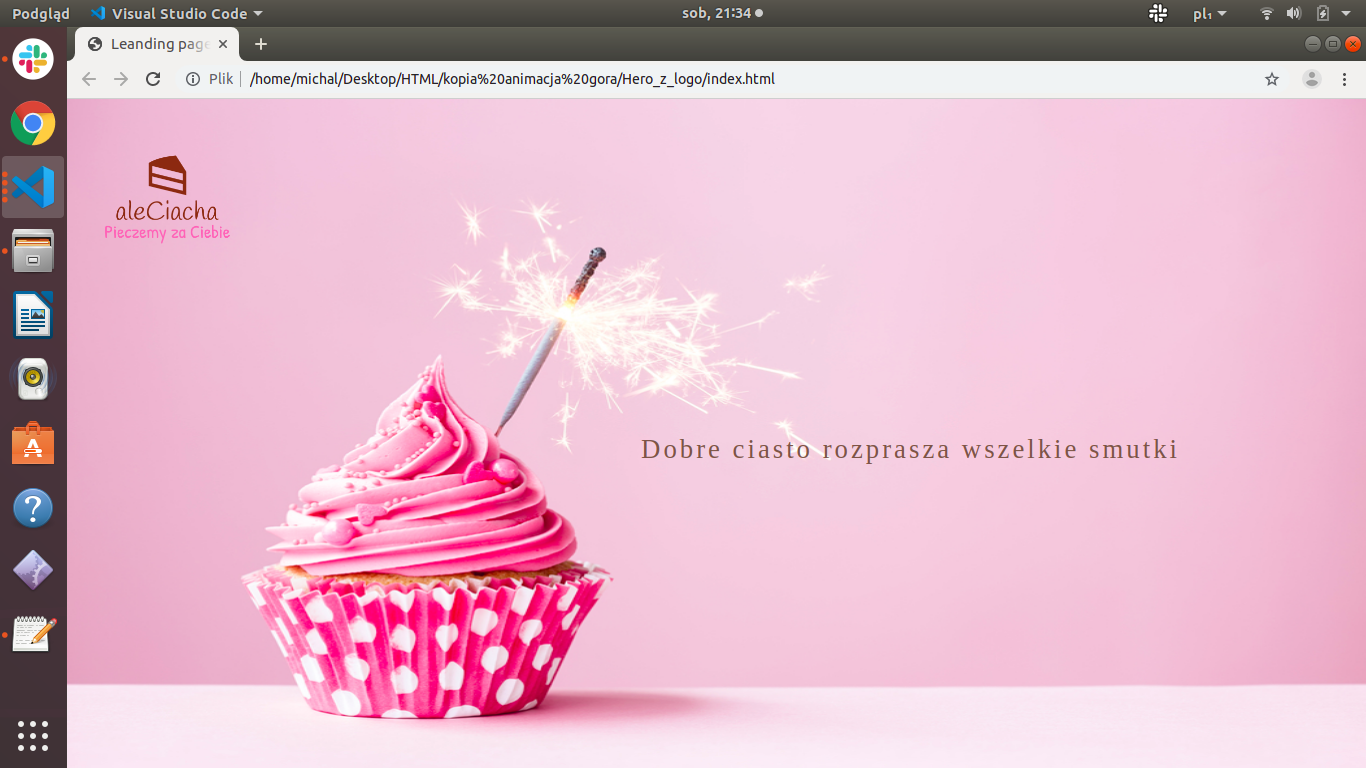 Podgląd
Visual Studio Code
sob, 21:34
pl₁
Leanding page
Plik
/home/michal/Desktop/HTML/kopia%20animacja%20gora/Hero_z_logo/index.html
aleCiacha
Pieczemy za Ciebie
Dobre ciasto rozprasza wszelkie smutki